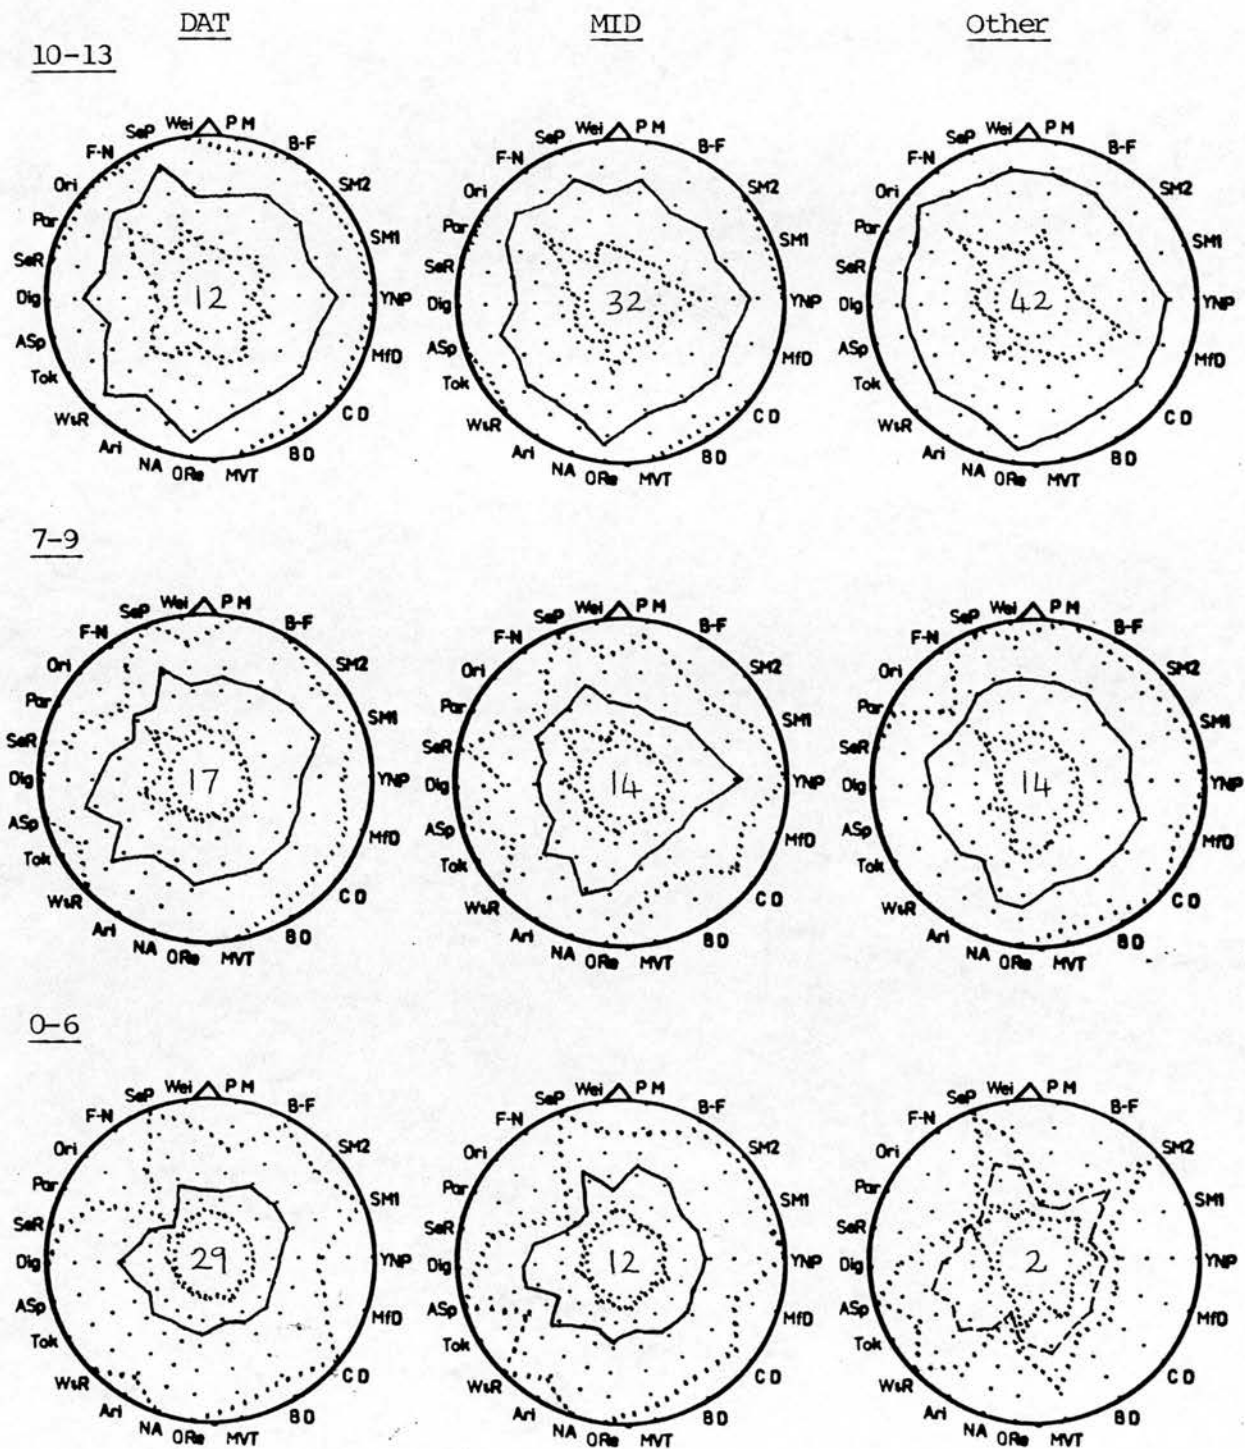 DAT MID Other
10-13
Wei PM
SeP B-F
F-N SM2
Ori SM1
Par
SeR
Dig 12 YNP
ASp MfD
Tok CD
WsR BD
Ari
NA ORe MVT
Wei PM
SeP B-F
F-N SM2
Ori SM1
Par
SeR
Dig 32 YNP
ASp MfD
Tok CD
WsR BD
Ari
NA ORe MVT
Wei PM
SeP B-F
F-N SM2
Ori SM1
Par
SeR
Dig 42 YNP
ASp MfD
Tok CD
WsR BD
Ari
NA ORe MVT
7-9
Wei PM
SeP B-F
F-N SM2
Ori SM1
Par
SeR
Dig 17 YNP
ASp MfD
Tok CD
WsR BD
Ari
NA ORe MVT
Wei PM
SeP B-F
F-N SM2
Ori SM1
Par
SeR
Dig 14 YNP
ASp MfD
Tok CD
WsR BD
Ari
NA ORe MVT
Wei PM
SeP B-F
F-N SM2
Ori SM1
Par
SeR
Dig 14 YNP
ASp MfD
Tok CD
WsR BD
Ari
NA ORe MVT
0-6
Wei PM
SeP B-F
F-N SM2
Ori SM1
Par
SeR
Dig 29 YNP
ASp MfD
Tok CD
WsR BD
Ari
NA ORe MVT
Wei PM
SeP B-F
F-N SM2
Ori SM1
Par
SeR
Dig 12 YNP
ASp MfD
Tok CD
WsR BD
Ari
NA ORe MVT
Wei PM
SeP B-F
F-N SM2
Ori SM1
Par
SeR
Dig 2 YNP
ASp MfD
Tok CD
WsR BD
Ari
NA ORe MVT